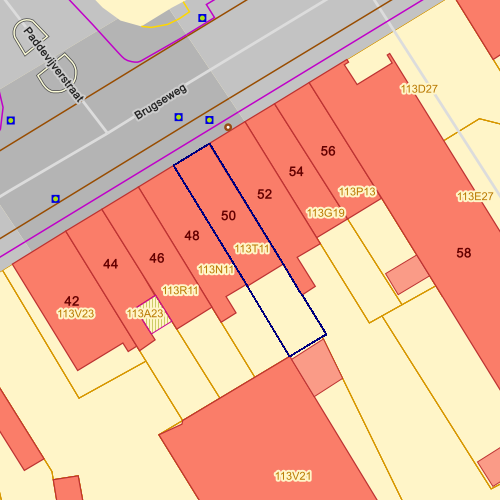 Paddevijverstraat
Brugseweg
113D27
56
54
113P13
113E27
52
113G19
50
48
113T11
58
46
113N11
44
113R11
42
113V23
113A23
113V21